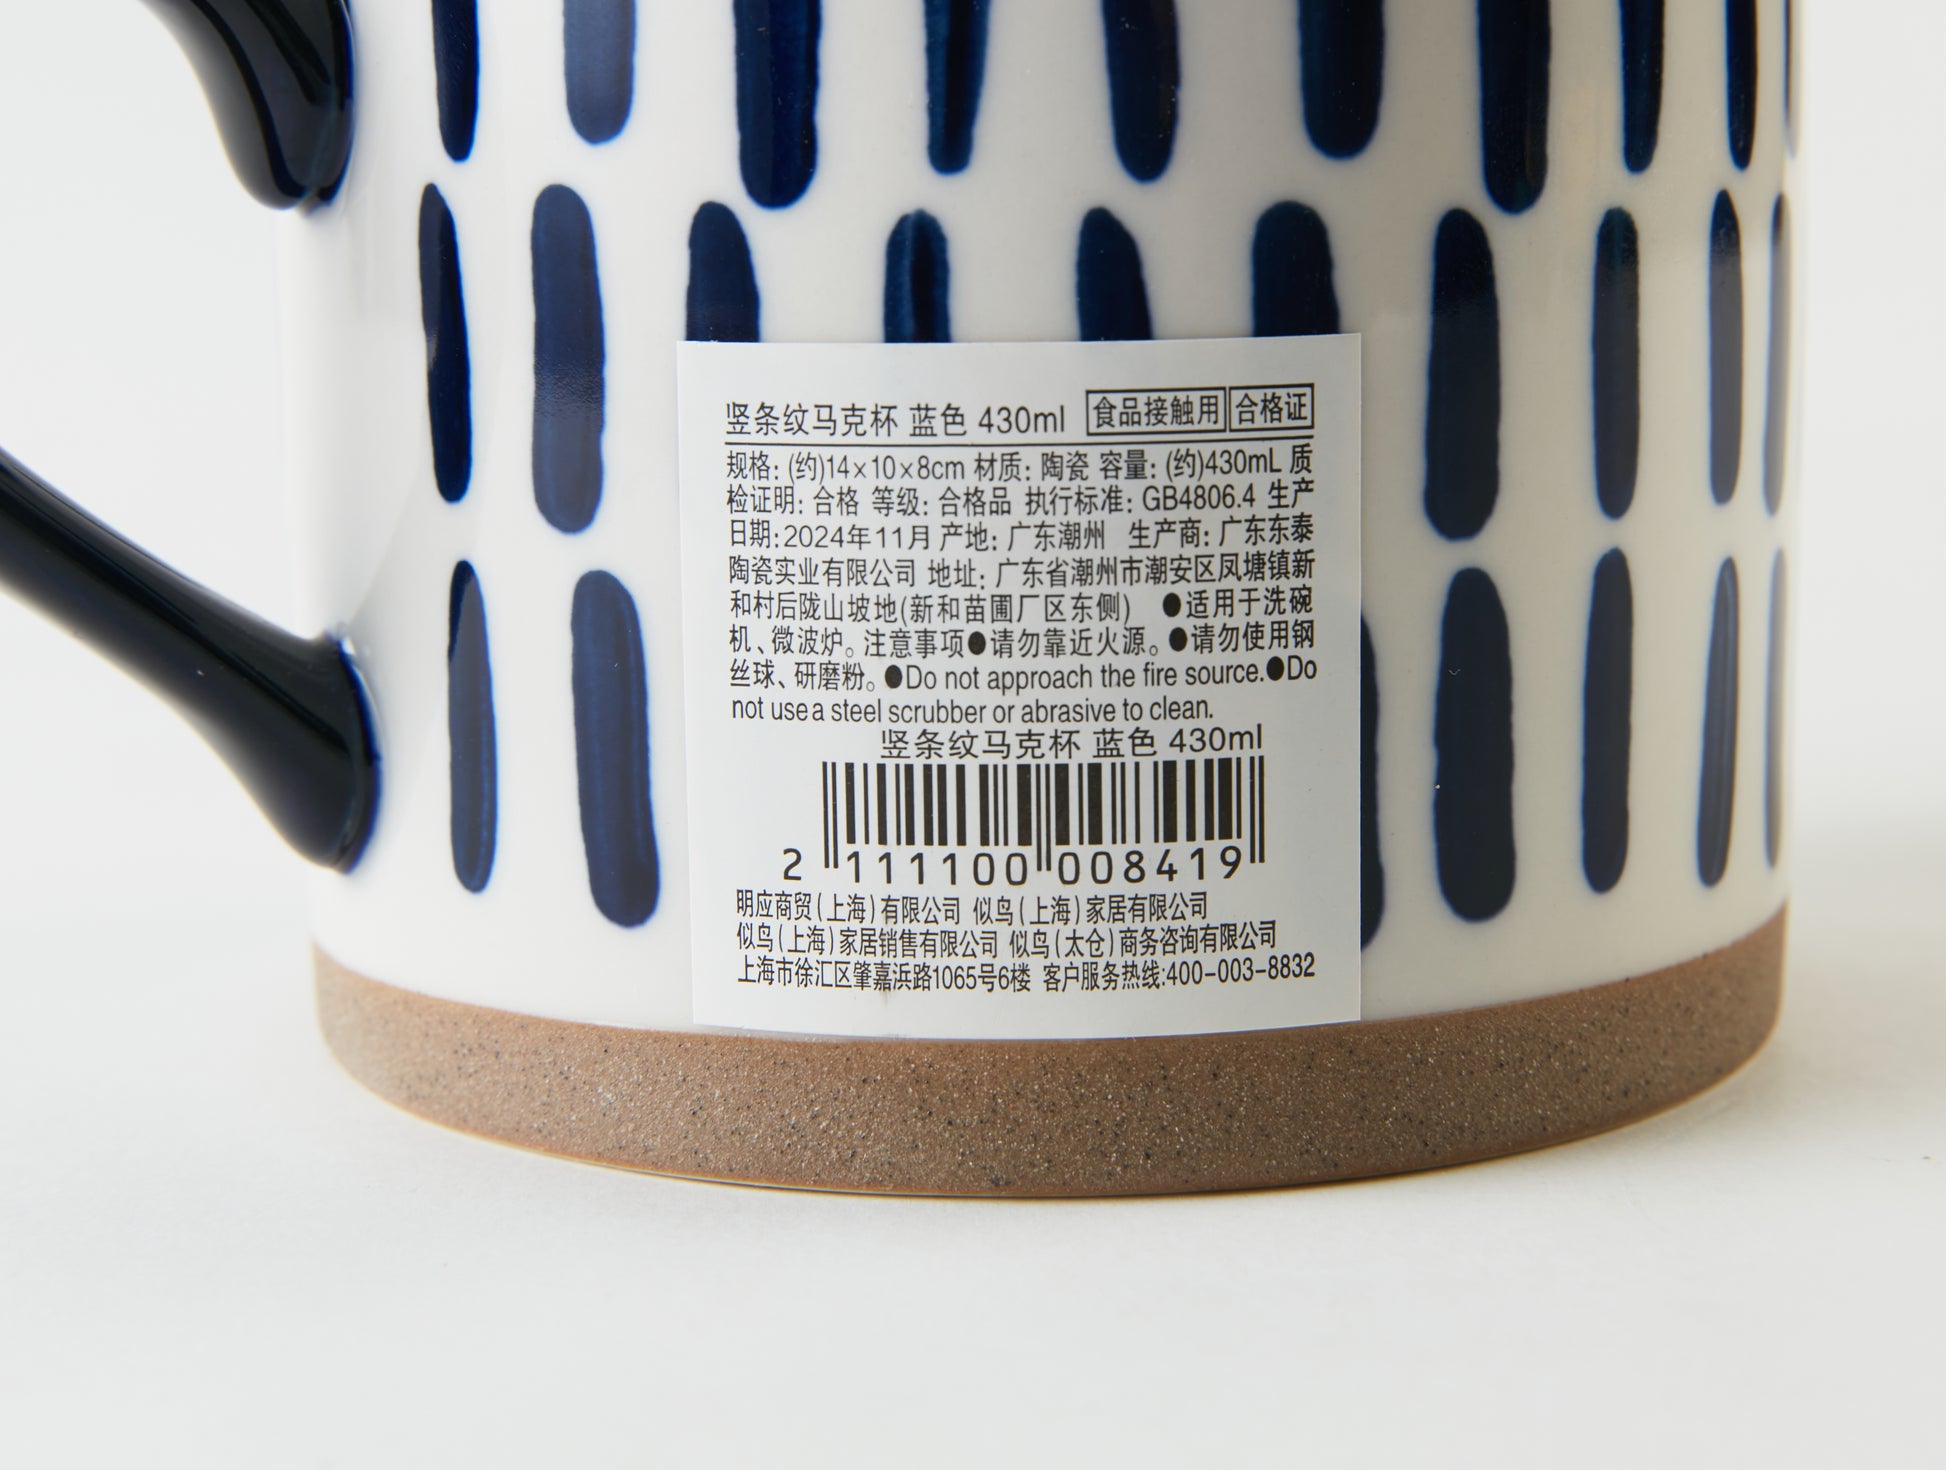 竖条纹马克杯 蓝色 430ml 食品接触用 合格证
规格: (约)14×10×8cm 材质: 陶瓷 容量: (约)430mL 质
检证明: 合格 等级: 合格品 执行标准: GB4806.4 生产
日期:2024年11月 产地: 广东潮州 生产商: 广东东泰
陶瓷实业有限公司 地址: 广东省潮州市潮安区凤塘镇新
和村后陇山坡地(新和苗圃厂区东侧) ●适用于洗碗
机、微波炉。注意事项●请勿靠近火源。●请勿使用钢
丝球、研磨粉。●Do not approach the fire source.●Do
not use a steel scrubber or abrasive to clean.
竖条纹马克杯 蓝色 430ml
2 111100 008419
明应商贸(上海)有限公司 似鸟(上海)家居有限公司
似鸟(上海)家居销售有限公司 似鸟(太仓)商务咨询有限公司
上海市徐汇区肇嘉浜路1065号6楼 客户服务热线:400-003-8832